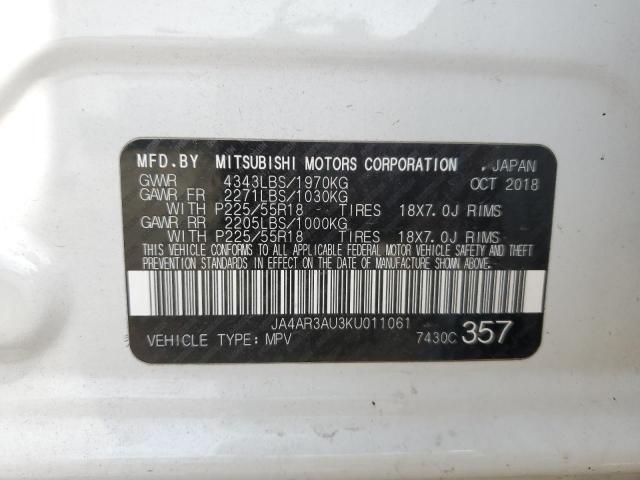 MFD.BY MITSUBISHI MOTORS CORPORATION , JAPAN
GVWR 4343LBS/1970KG OCT 2018
GAWR FR 2271LBS/1030KG
WITH P225/55R18 TIRES 18X7.0J RIMS
GAWR RR 2205LBS/1000KG
WITH P225/55R18 TIRES 18X7.0J RIMS
THIS VEHICLE CONFORMS TO ALL APPLICABLE FEDERAL MOTOR VEHICLE SAFETY AND THEFT
PREVENTION STANDARDS IN EFFECT ON THE DATE OF MANUFACTURE SHOWN ABOVE.
JA4AR3AU3KU011061
VEHICLE TYPE: MPV 7430C 357